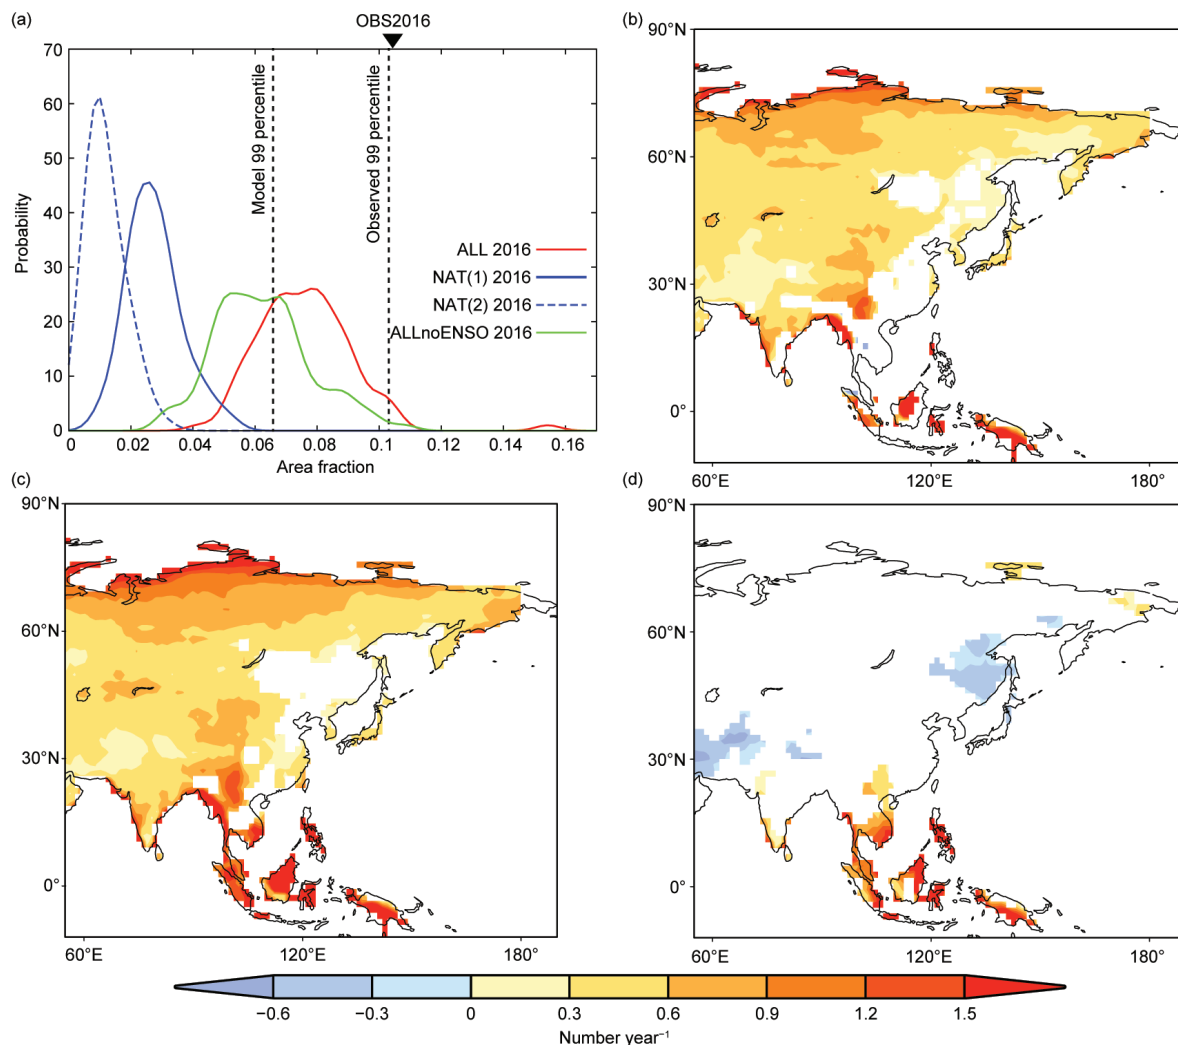 (a)
OBS2016
70
60
50
40
30
20
10
0
Probability
Model 99 percentile
Observed 99 percentile
ALL 2016
NAT(1) 2016
NAT(2) 2016
ALLnoENSO 2016
0 0.02 0.04 0.06 0.08 0.1 0.12 0.14 0.16
Area fraction
(b)
90°N
60°N
30°N
0°
60°E 120°E 180°
(c)
90°N
60°N
30°N
0°
60°E 120°E 180°
(d)
90°N
60°N
30°N
0°
60°E 120°E 180°
−0.6 −0.3 0 0.3 0.6 0.9 1.2 1.5
Number year⁻¹